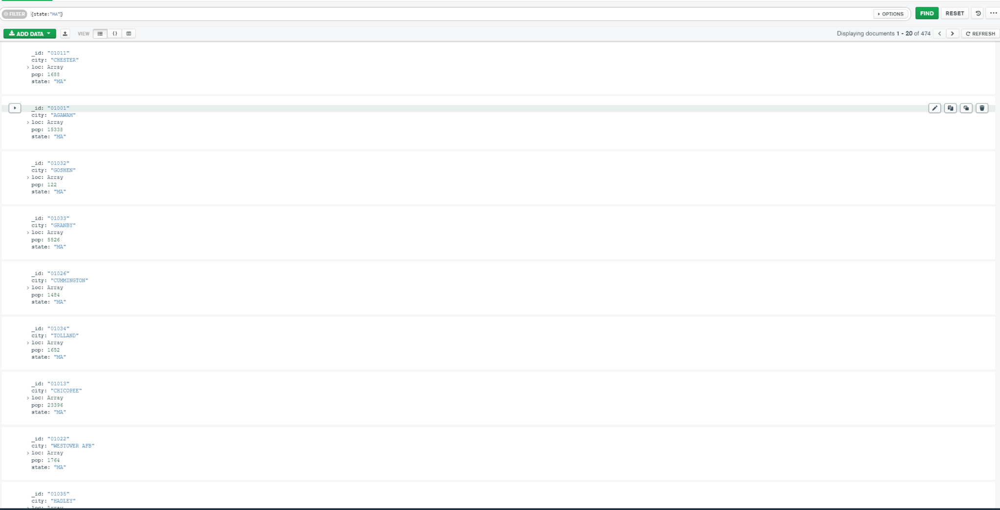 FILTER {state:"MA"} OPTIONS FIND RESET ...
ADD DATA VIEW {} Displaying documents 1 - 20 of 474 < > REFRESH
_id: "01011"
city: "CHESTER"
> loc: Array
pop: 1688
state: "MA"
_id: "01001"
city: "AGAWAM"
> loc: Array
pop: 15338
state: "MA"
_id: "01032"
city: "GOSHEN"
> loc: Array
pop: 122
state: "MA"
_id: "01033"
city: "GRANBY"
> loc: Array
pop: 5526
state: "MA"
_id: "01026"
city: "CUMMINGTON"
> loc: Array
pop: 1484
state: "MA"
_id: "01034"
city: "TOLLAND"
> loc: Array
pop: 1652
state: "MA"
_id: "01013"
city: "CHICOPEE"
> loc: Array
pop: 23396
state: "MA"
_id: "01022"
city: "WESTOVER AFB"
> loc: Array
pop: 1764
state: "MA"
_id: "01035"
city: "HADLEY"
> loc: Array